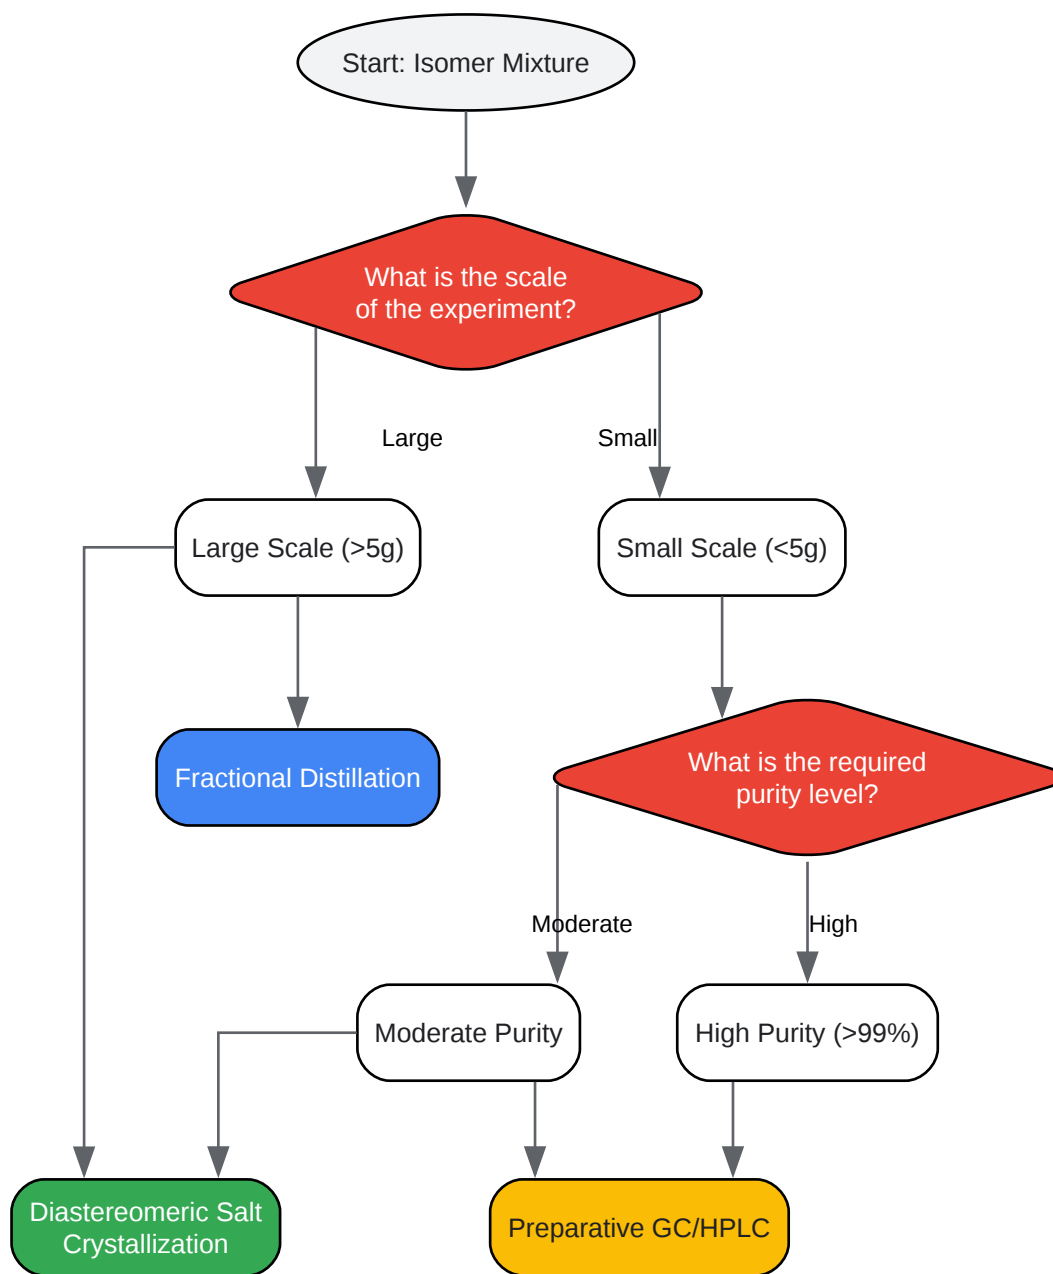 Start: Isomer Mixture
What is the scale
of the experiment?
Large
Small
Large Scale (>5g)
Small Scale (<5g)
Fractional Distillation
What is the required
purity level?
Moderate
High
Moderate Purity
High Purity (>99%)
Diastereomeric Salt
Crystallization
Preparative GC/HPLC